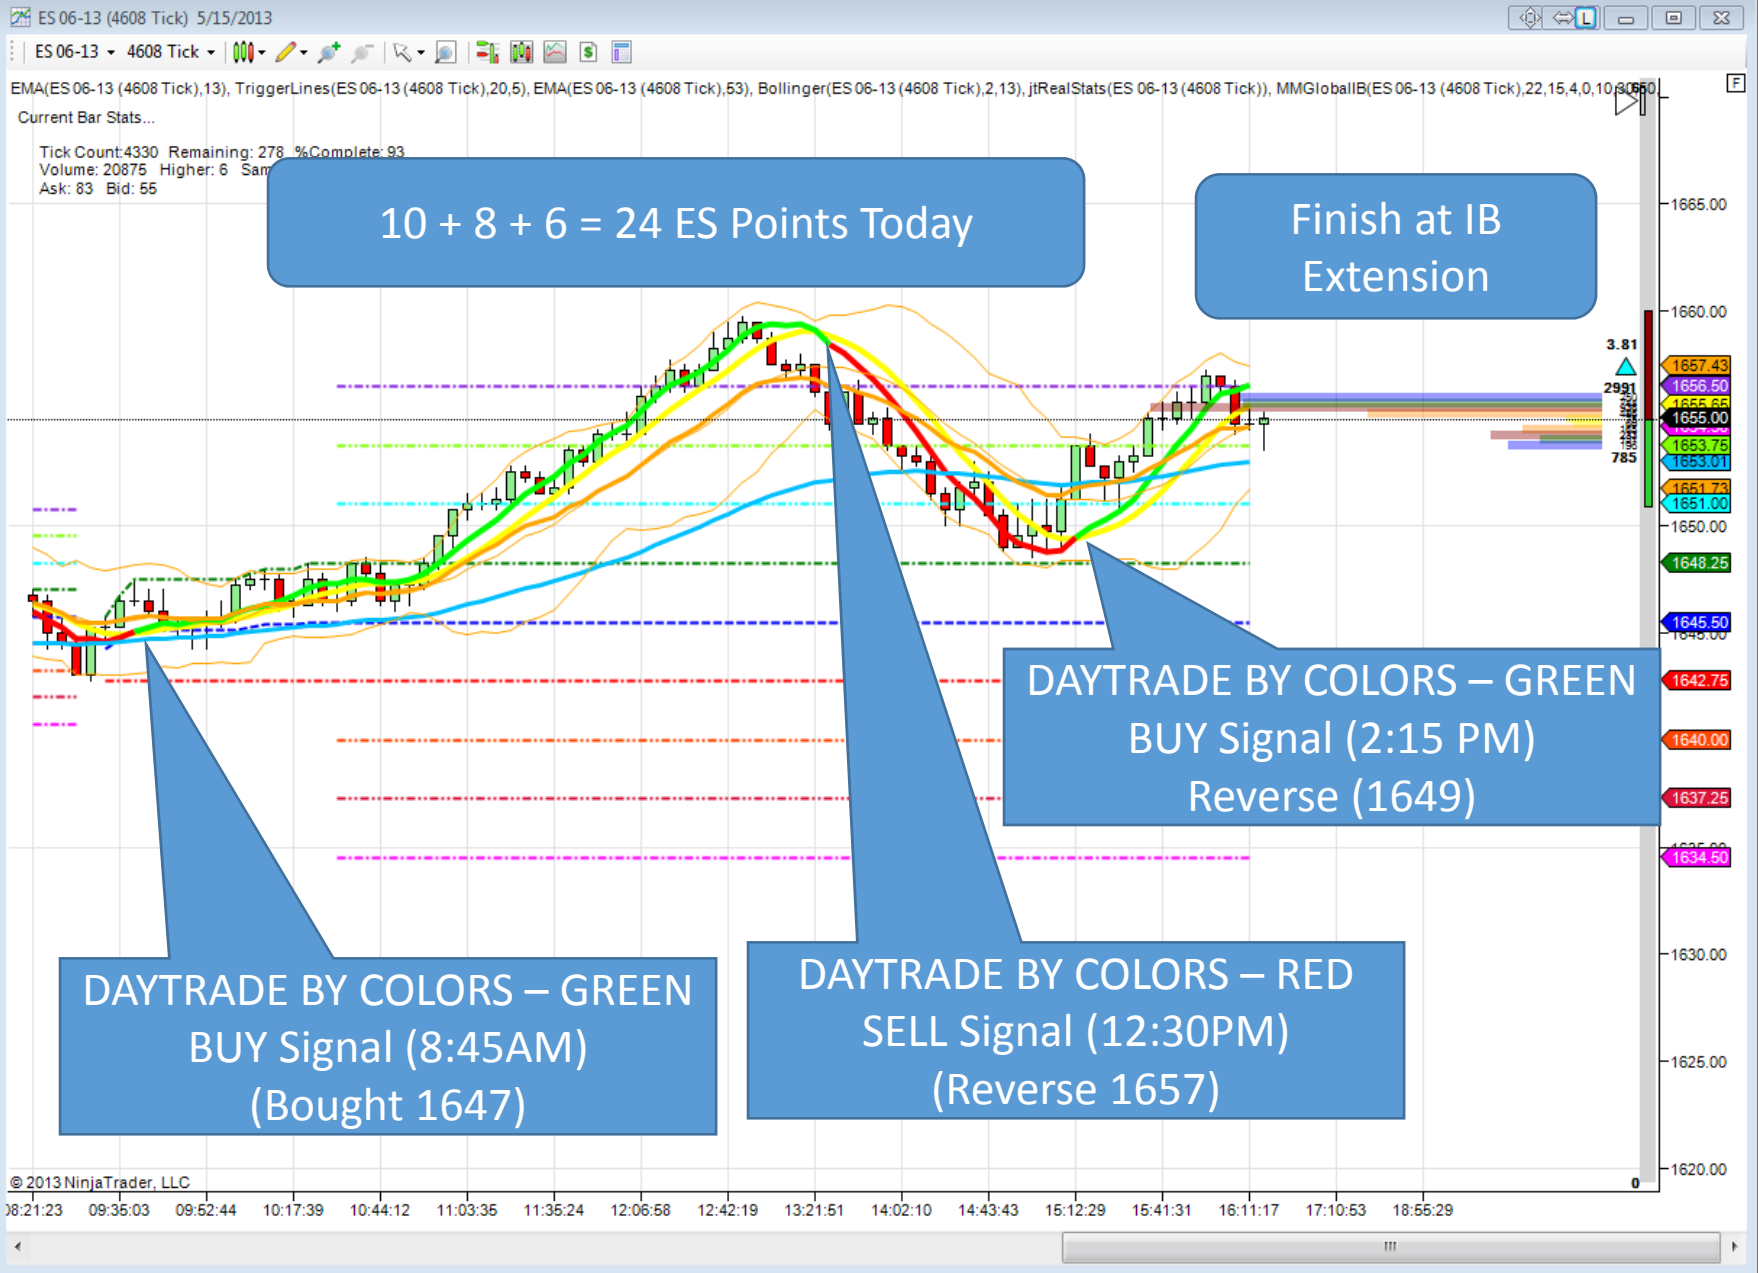 ES 06-13 (4608 Tick) 5/15/2013
L
ES 06-13 4608 Tick
EMA(ES 06-13 (4608 Tick),13), TriggerLines(ES 06-13 (4608 Tick),20,5), EMA(ES 06-13 (4608 Tick),53), Bollinger(ES 06-13 (4608 Tick),2,13), jtRealStats(ES 06-13 (4608 Tick)), MMGlobalIB(ES 06-13 (4608 Tick),22,15,4,0,10,
F
Current Bar Stats...
Tick Count:4330 Remaining: 278 %Complete: 93
Volume: 20875 Higher: 6
Ask: 83 Bid: 55
10 + 8 + 6 = 24 ES Points Today
Finish at IB
Extension
1665.00
1660.00
3.81
1657.43
2991
1656.50
1655.65
1655.00
1653.75
785
1653.01
1651.73
1651.00
1650.00
1648.25
1645.50
1645.00
DAYTRADE BY COLORS – GREEN
BUY Signal (2:15 PM)
Reverse (1649)
1642.75
1640.00
1637.25
1635.00
1634.50
1630.00
1625.00
1620.00
DAYTRADE BY COLORS – GREEN
BUY Signal (8:45AM)
(Bought 1647)
DAYTRADE BY COLORS – RED
SELL Signal (12:30PM)
(Reverse 1657)
0
© 2013 NinjaTrader, LLC
08:21:23 09:35:03 09:52:44 10:17:39 10:44:12 11:03:35 11:35:24 12:06:58 12:42:19 13:21:51 14:02:10 14:43:43 15:12:29 15:41:31 16:11:17 17:10:53 18:55:29